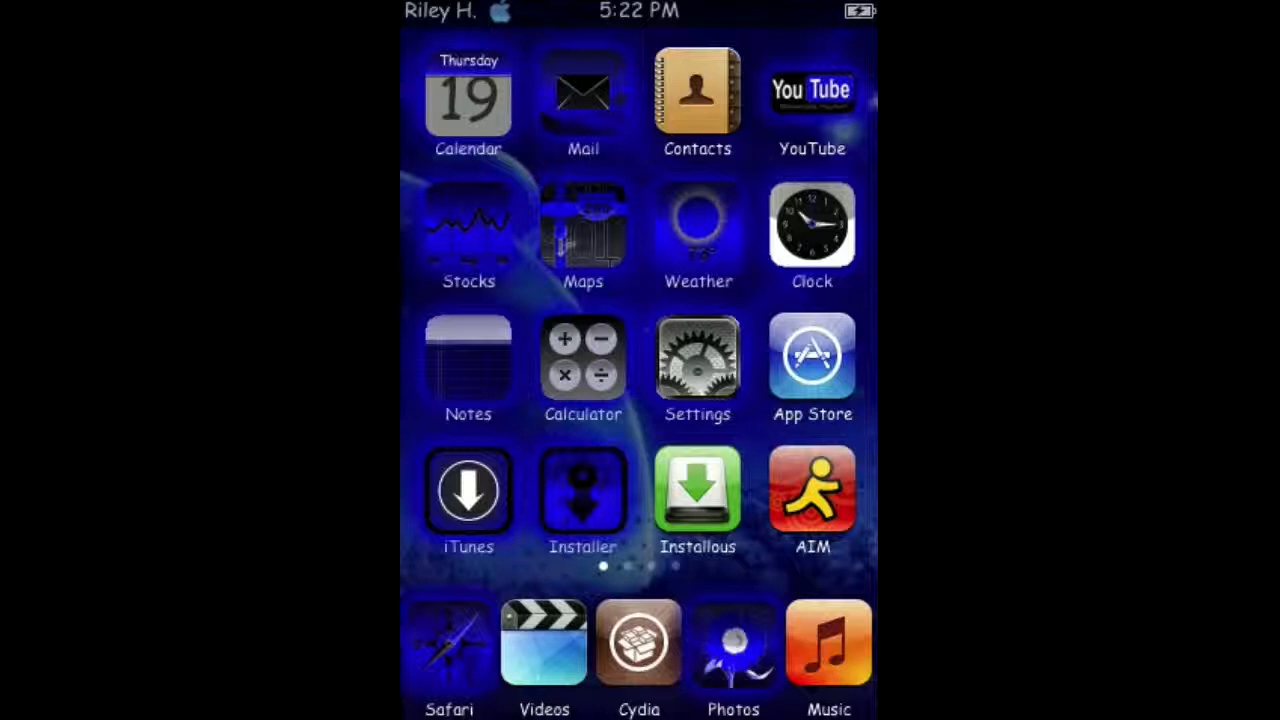 Riley H. 5:22 PM
Thursday
19
You Tube
Calendar Mail Contacts YouTube
Stocks Maps Weather Clock
Notes Calculator Settings App Store
iTunes Installer Installous AIM
Safari Videos Cydia Photos Music